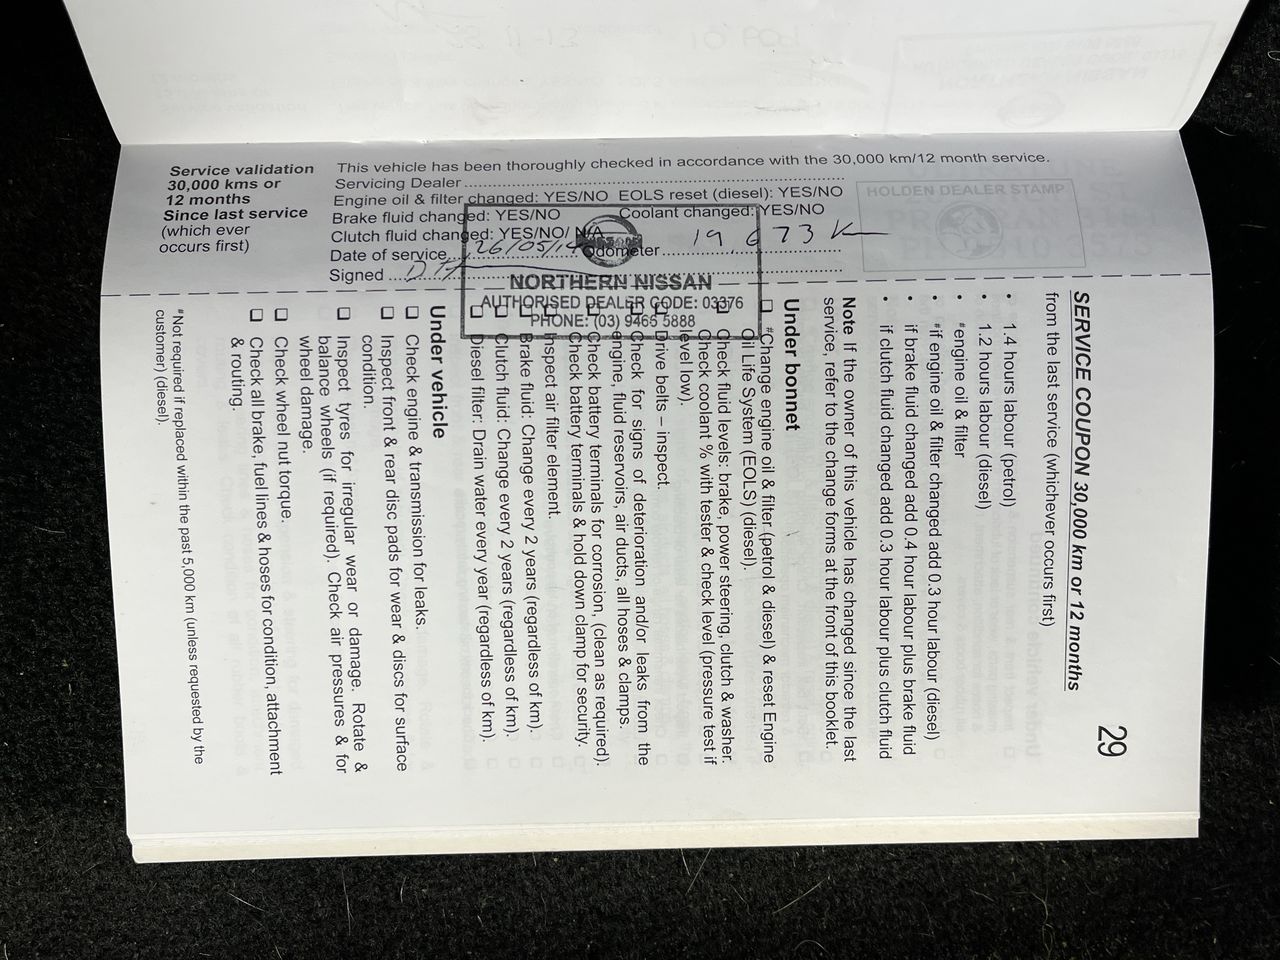 Service validation
30,000 kms or
12 months
Since last service
(which ever
occurs first)
This vehicle has been thoroughly checked in accordance with the 30,000 km/12 month service.
Servicing Dealer
Engine oil & filter changed: YES/NO EOLS reset (diesel): YES/NO
Brake fluid changed: YES/NO Coolant changed: YES/NO
Clutch fluid changed: YES/NO/ N/A
Date of service 26/05/14 Odometer 19 673 K
Signed
HOLDEN DEALER STAMP
NORTHERN NISSAN
AUTHORISED DEALER CODE: 03376
PHONE: (03) 9465 5888
29
SERVICE COUPON 30,000 km or 12 months
from the last service (whichever occurs first)
• 1.4 hours labour (petrol)
• 1.2 hours labour (diesel)
• #engine oil & filter
• #if engine oil & filter changed add 0.3 hour labour (diesel)
• if brake fluid changed add 0.4 hour labour plus brake fluid
• if clutch fluid changed add 0.3 hour labour plus clutch fluid
Note If the owner of this vehicle has changed since the last
service, refer to the change forms at the front of this booklet.
Under bonnet
☐ #Change engine oil & filter (petrol & diesel) & reset Engine
Oil Life System (EOLS) (diesel).
☐ Check fluid levels: brake, power steering, clutch & washer.
Check coolant % with tester & check level (pressure test if
level low).
☐ Drive belts – inspect.
☐ Check for signs of deterioration and/or leaks from the
engine, fluid reservoirs, air ducts, all hoses & clamps.
☐ Check battery terminals for corrosion, (clean as required).
Check battery terminals & hold down clamp for security.
☐ Inspect air filter element.
☐ Brake fluid: Change every 2 years (regardless of km).
☐ Clutch fluid: Change every 2 years (regardless of km).
☐ Diesel filter: Drain water every year (regardless of km).
Under vehicle
☐ Check engine & transmission for leaks.
☐ Inspect front & rear disc pads for wear & discs for surface
condition.
☐ Inspect tyres for irregular wear or damage. Rotate &
balance wheels (if required). Check air pressures & for
wheel damage.
☐ Check wheel nut torque.
☐ Check all brake, fuel lines & hoses for condition, attachment
& routing.
#Not required if replaced within the past 5,000 km (unless requested by the
customer) (diesel).